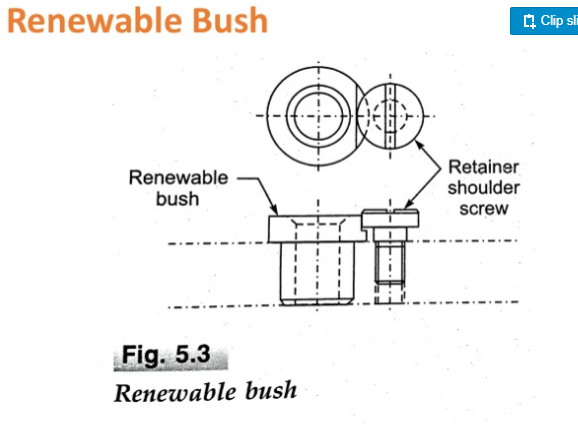 Renewable Bush
Clip sli
Renewable
bush
Retainer
shoulder
screw
Fig. 5.3
Renewable bush